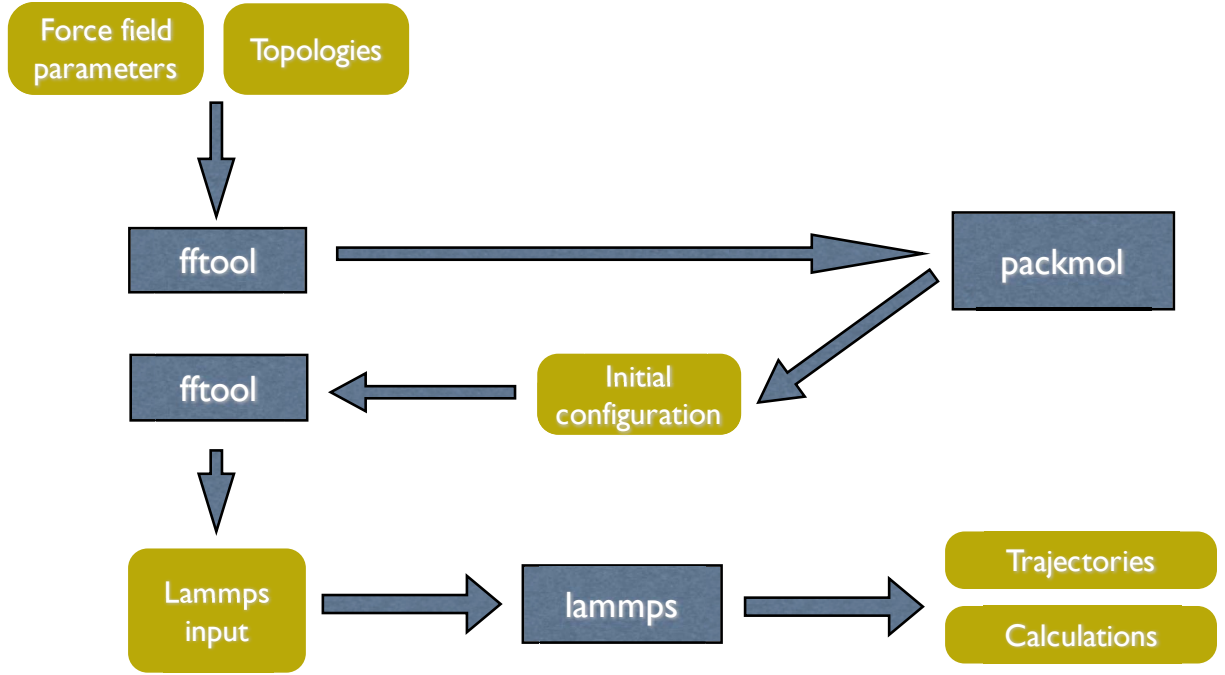 Force field
parameters
Topologies
fftool
packmol
fftool
Initial
configuration
Lammps
input
lammps
Trajectories
Calculations